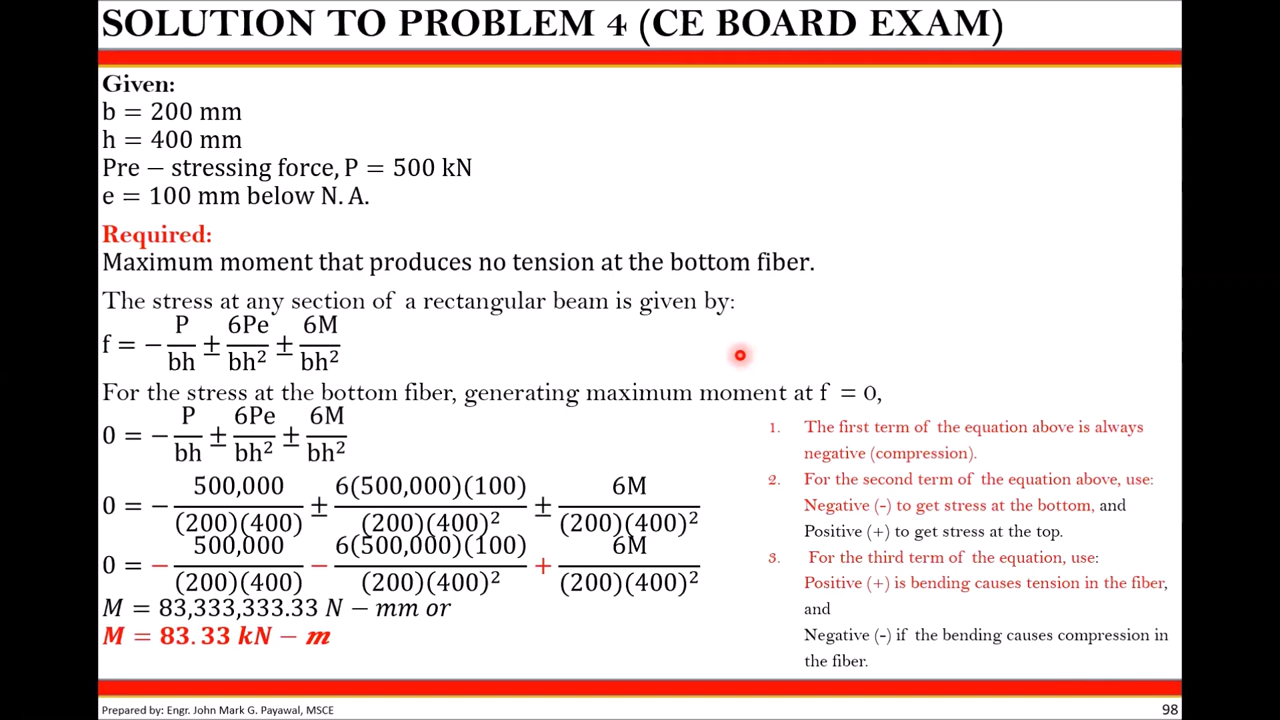 SOLUTION TO PROBLEM 4 (CE BOARD EXAM)
Given:
b = 200 mm
h = 400 mm
Pre − stressing force, P = 500 kN
e = 100 mm below N. A.
Required:
Maximum moment that produces no tension at the bottom fiber.
The stress at any section of a rectangular beam is given by:
f = − P/bh ± 6Pe/bh² ± 6M/bh²
For the stress at the bottom fiber, generating maximum moment at f = 0,
0 = − P/bh ± 6Pe/bh² ± 6M/bh²
0 = − 500,000/(200)(400) ± 6(500,000)(100)/(200)(400)² ± 6M/(200)(400)²
0 = − 500,000/(200)(400) − 6(500,000)(100)/(200)(400)² + 6M/(200)(400)²
M = 83,333,333.33 N − mm or
M = 83.33 kN − m
1. The first term of the equation above is always
negative (compression).
2. For the second term of the equation above, use:
Negative (-) to get stress at the bottom, and
Positive (+) to get stress at the top.
3. For the third term of the equation, use:
Positive (+) is bending causes tension in the fiber,
and
Negative (-) if the bending causes compression in
the fiber.
Prepared by: Engr. John Mark G. Payawal, MSCE
98